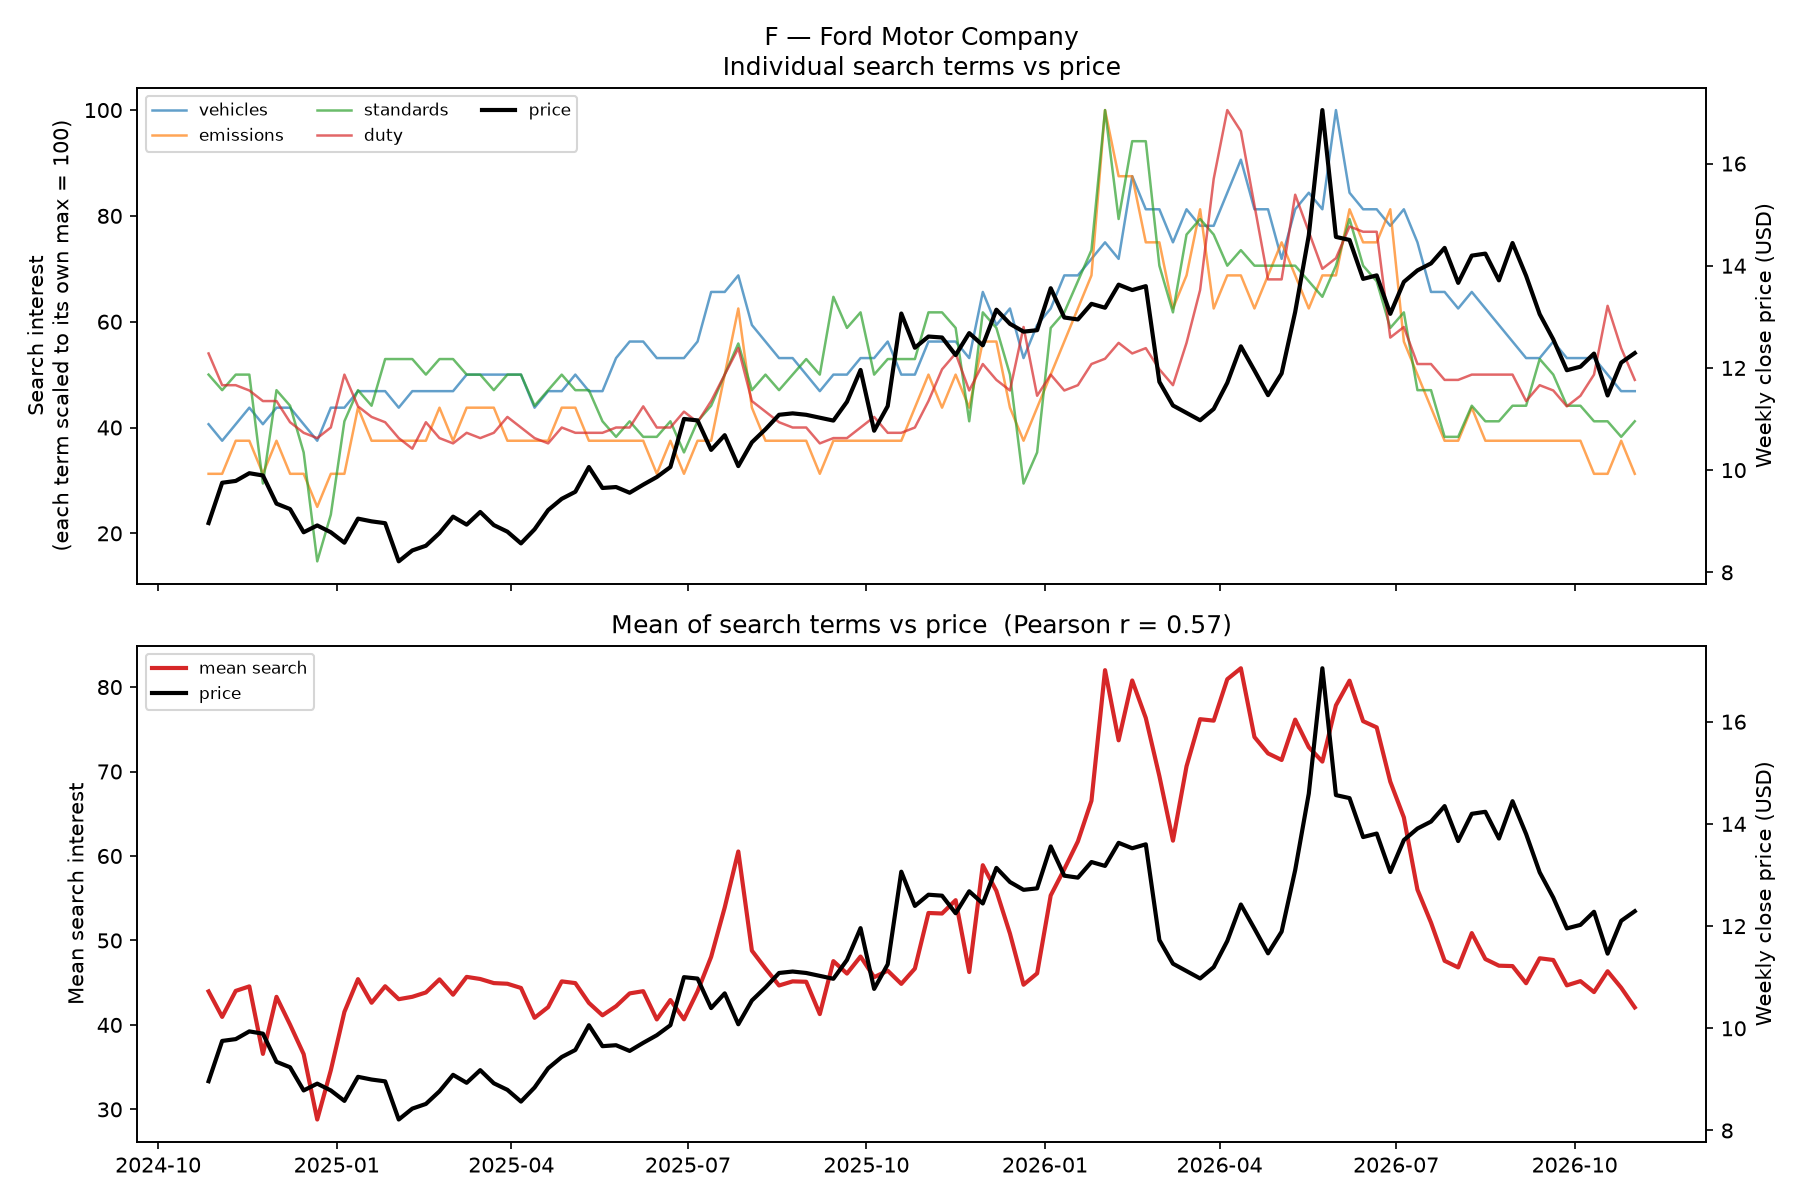 F — Ford Motor Company
Individual search terms vs price
vehicles
emissions
standards
duty
price
Search interest
(each term scaled to its own max = 100)
100
80
60
40
20
Weekly close price (USD)
16
14
12
10
8
Mean of search terms vs price  (Pearson r = 0.57)
mean search
price
Mean search interest
80
70
60
50
40
30
Weekly close price (USD)
16
14
12
10
8
2024-10
2025-01
2025-04
2025-07
2025-10
2026-01
2026-04
2026-07
2026-10